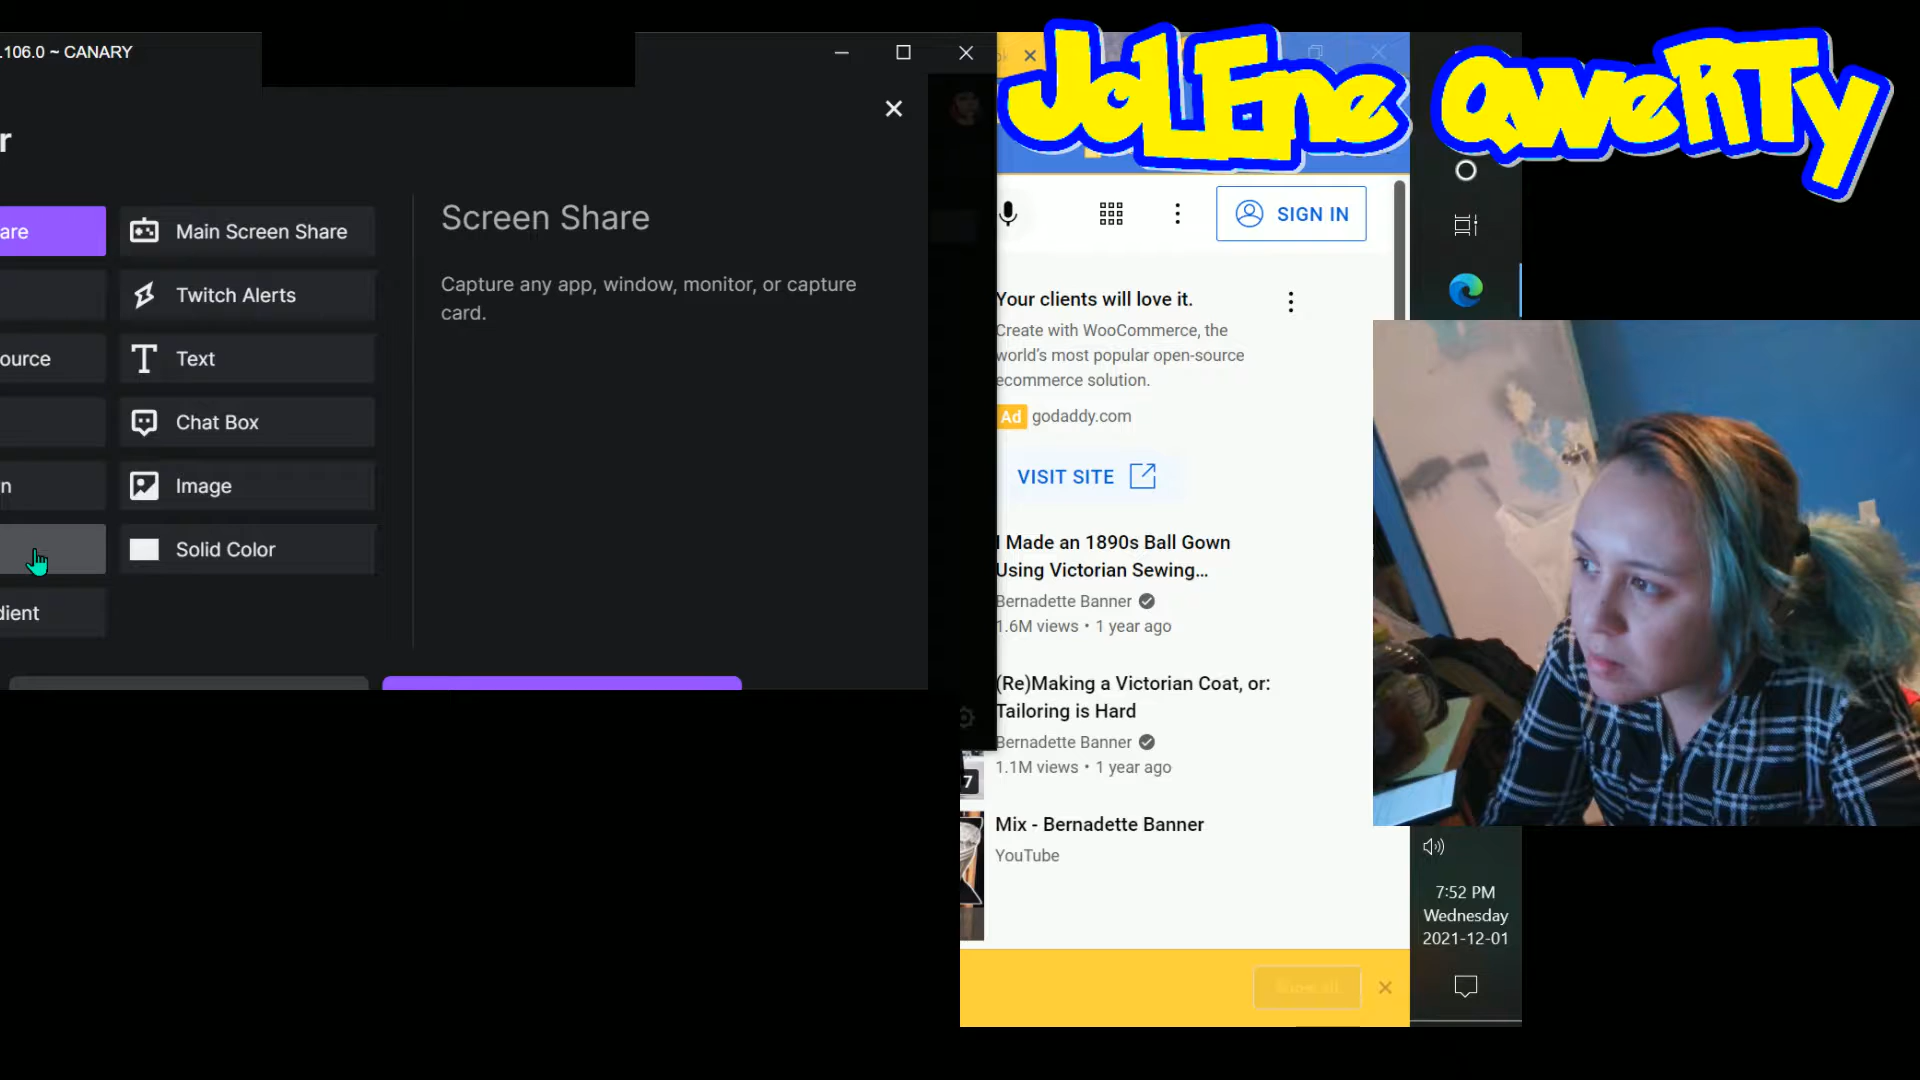 .106.0 ~ CANARY
r
are
Main Screen Share
Twitch Alerts
ource
Text
Chat Box
n
Image
Solid Color
dient
Screen Share
Capture any app, window, monitor, or capture
card.
JoLEne QweRTy
SIGN IN
Your clients will love it.
Create with WooCommerce, the
world's most popular open-source
ecommerce solution.
Ad godaddy.com
VISIT SITE
I Made an 1890s Ball Gown
Using Victorian Sewing...
Bernadette Banner
1.6M views • 1 year ago
(Re)Making a Victorian Coat, or:
Tailoring is Hard
Bernadette Banner
1.1M views • 1 year ago
7
Mix - Bernadette Banner
YouTube
Show all
7:52 PM
Wednesday
2021-12-01